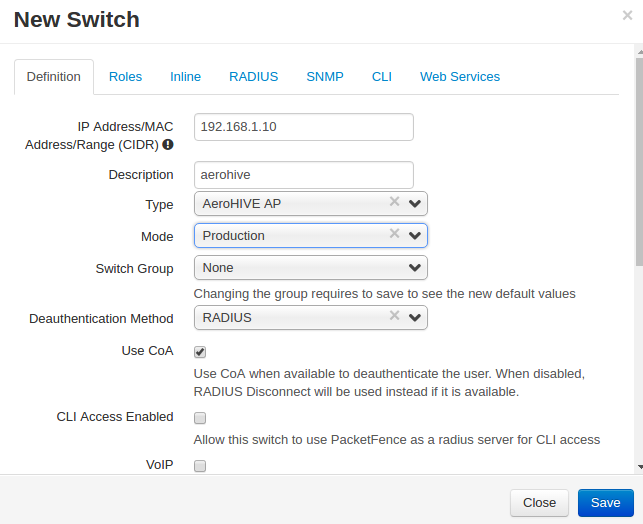 New Switch
×
Definition Roles Inline RADIUS SNMP CLI Web Services
IP Address/MAC
Address/Range (CIDR)
192.168.1.10
Description aerohive
Type AeroHIVE AP
Mode Production
Switch Group None
Changing the group requires to save to see the new default values
Deauthentication Method RADIUS
Use CoA
Use CoA when available to deauthenticate the user. When disabled,
RADIUS Disconnect will be used instead if it is available.
CLI Access Enabled
Allow this switch to use PacketFence as a radius server for CLI access
VoIP
Close Save